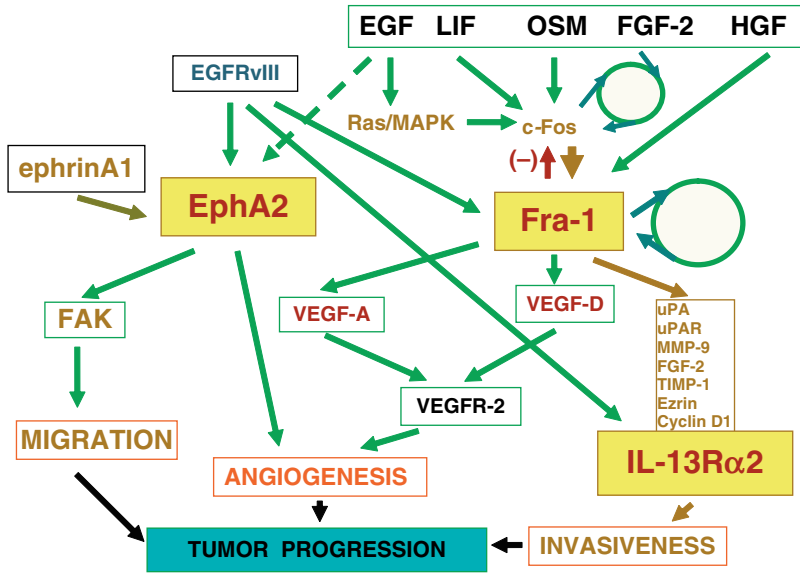 EGF LIF OSM FGF-2 HGF
EGFRvIII
Ras/MAPK
c-Fos
(–)
ephrinA1
EphA2
Fra-1
VEGF-A
VEGF-D
FAK
uPA
uPAR
MMP-9
FGF-2
TIMP-1
Ezrin
Cyclin D1
VEGFR-2
MIGRATION
IL-13Rα2
ANGIOGENESIS
TUMOR PROGRESSION
INVASIVENESS